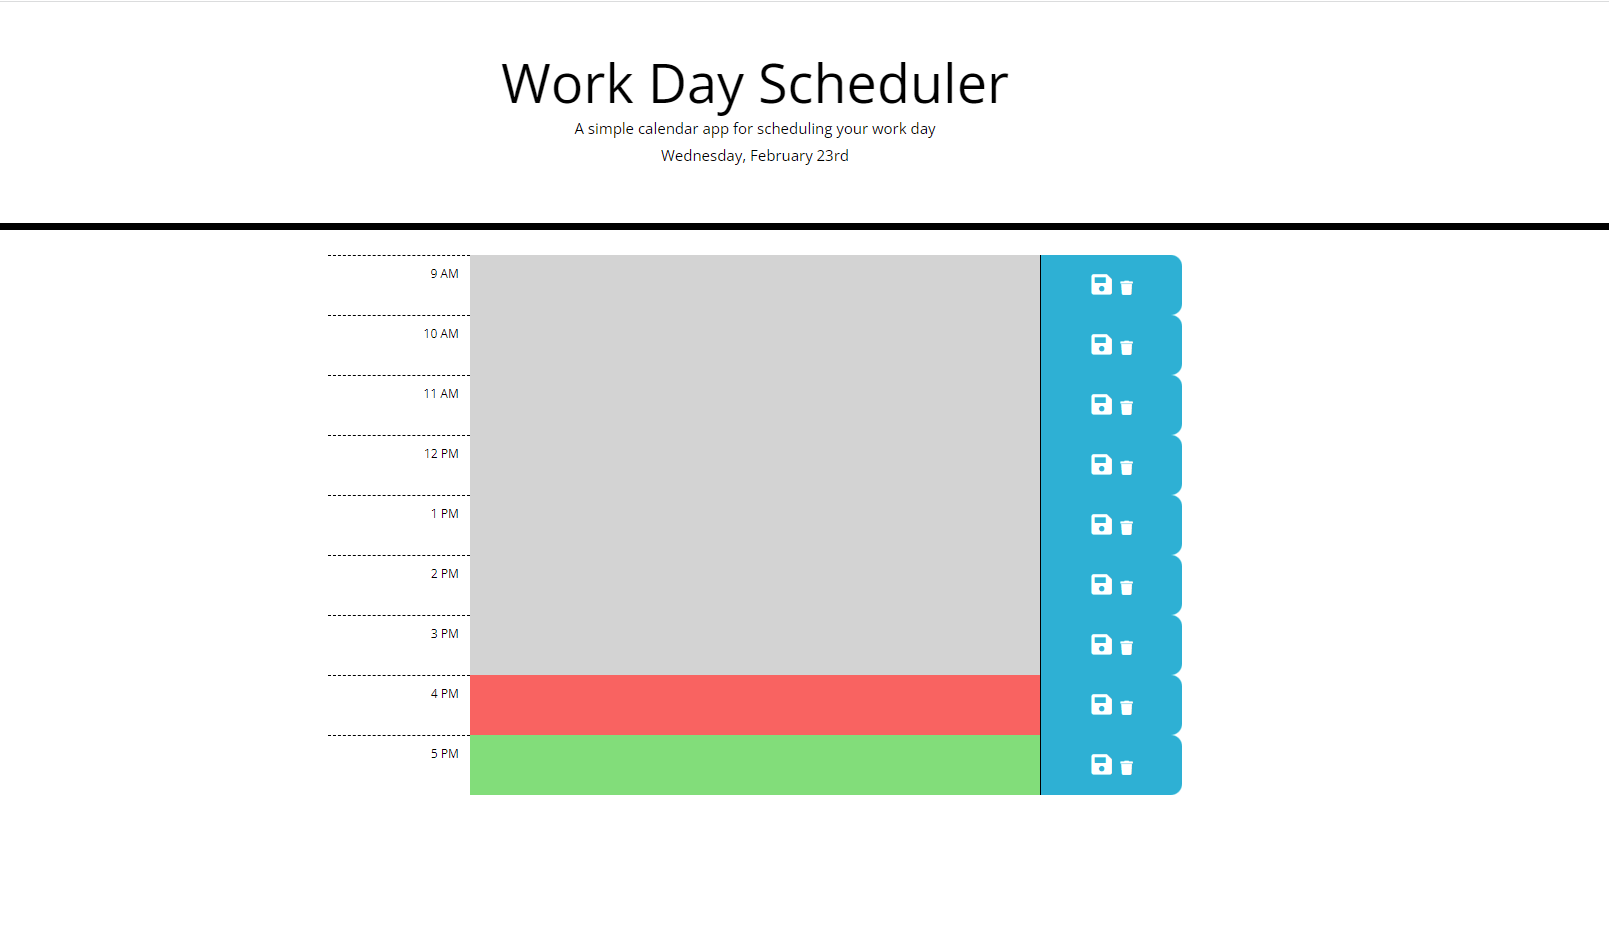 Work Day Scheduler
A simple calendar app for scheduling your work day
Wednesday, February 23rd
9 AM
10 AM
11 AM
12 PM
1 PM
2 PM
3 PM
4 PM
5 PM